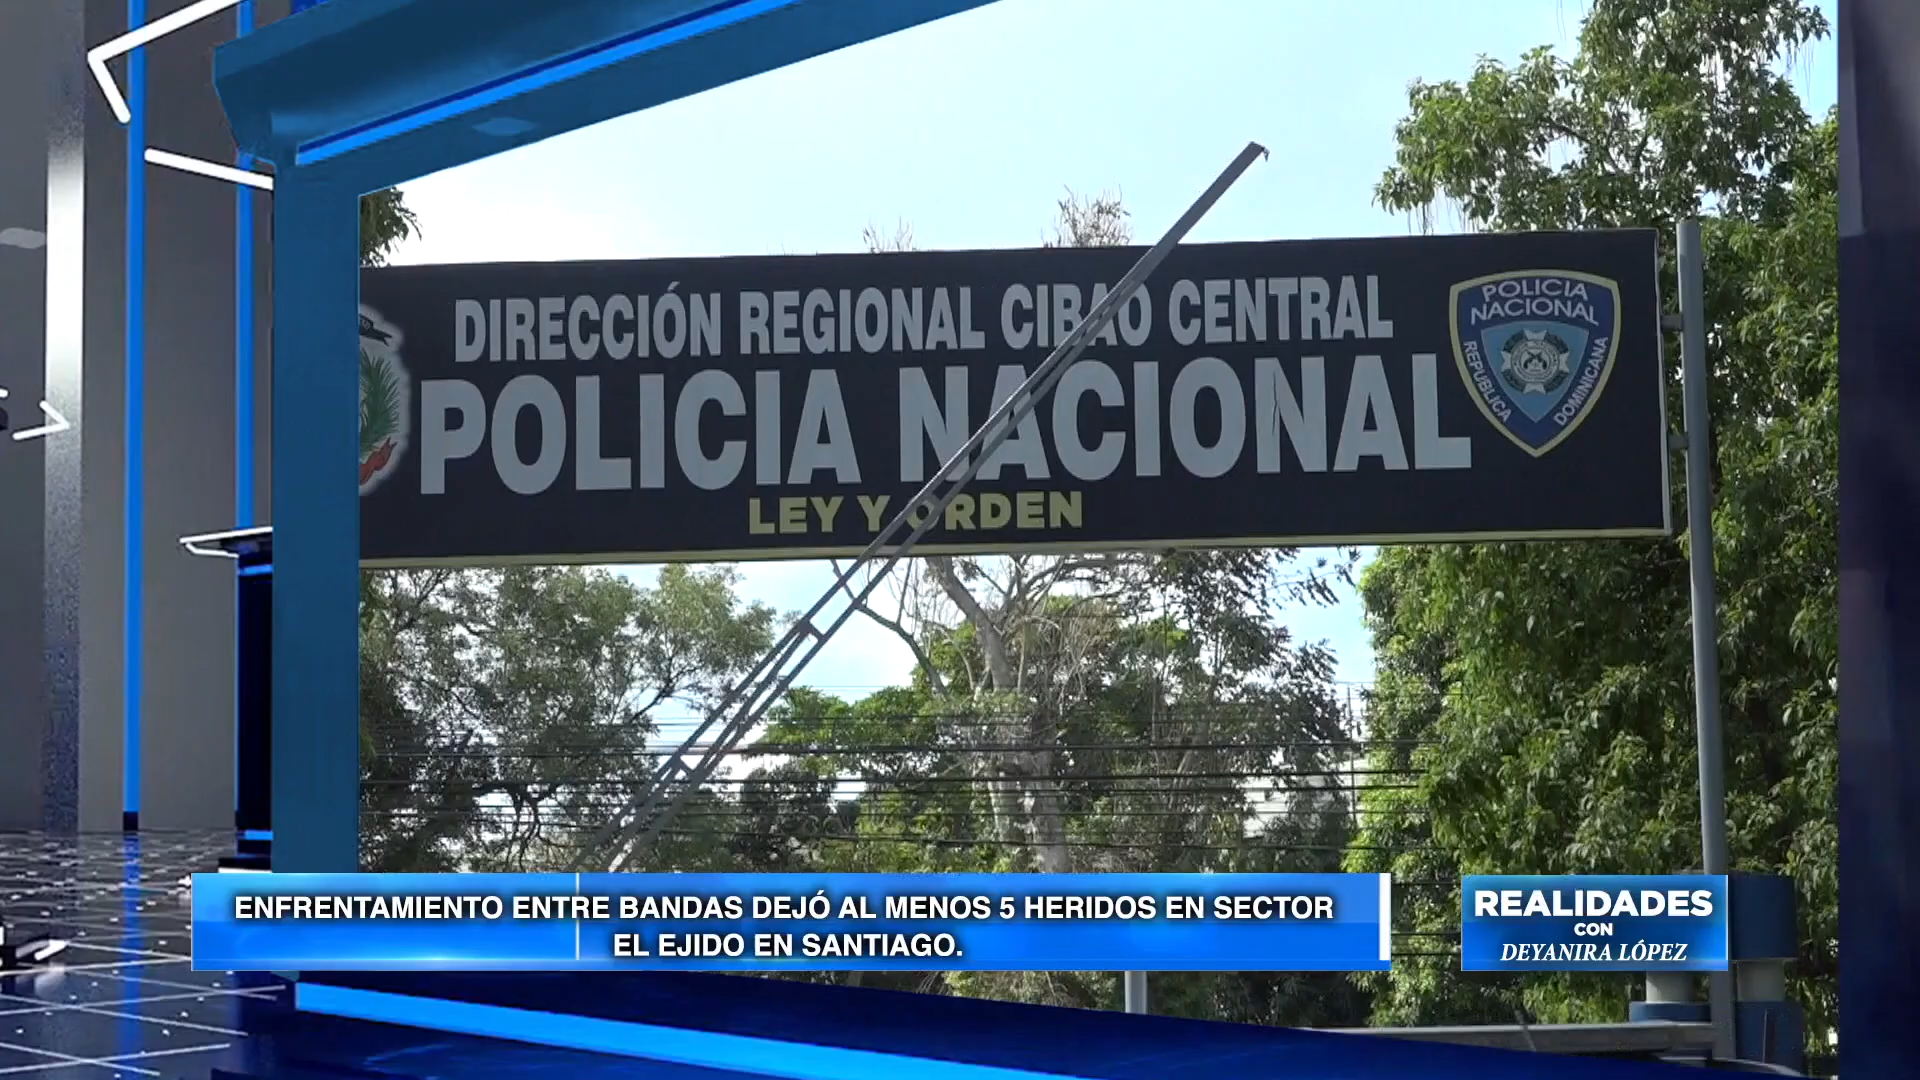 DIRECCIÓN REGIONAL CIBAO CENTRAL
POLICIA NACIONAL
LEY Y ORDEN
POLICIA
NACIONAL
REPÚBLICA
DOMINICANA
ENFRENTAMIENTO ENTRE BANDAS DEJÓ AL MENOS 5 HERIDOS EN SECTOR
EL EJIDO EN SANTIAGO.
REALIDADES
CON
DEYANIRA LÓPEZ